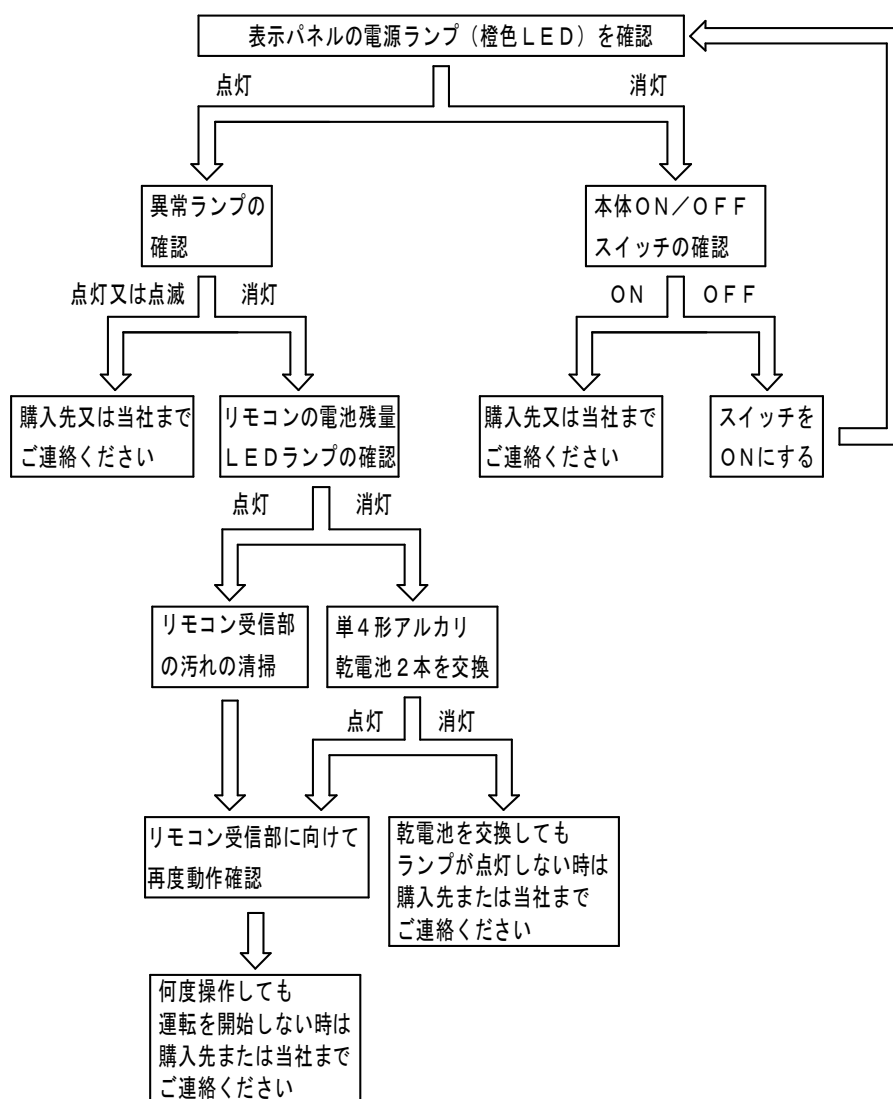 表示パネルの電源ランプ（橙色ＬＥＤ）を確認
点灯
消灯
異常ランプの
確認
本体ＯＮ／ＯＦＦ
スイッチの確認
点灯又は点滅
消灯
ＯＮ
ＯＦＦ
購入先又は当社まで
ご連絡ください
リモコンの電池残量
ＬＥＤランプの確認
購入先又は当社まで
ご連絡ください
スイッチを
ＯＮにする
点灯
消灯
リモコン受信部
の汚れの清掃
単４形アルカリ
乾電池２本を交換
点灯
消灯
リモコン受信部に向けて
再度動作確認
乾電池を交換しても
ランプが点灯しない時は
購入先または当社まで
ご連絡ください
何度操作しても
運転を開始しない時は
購入先または当社まで
ご連絡ください